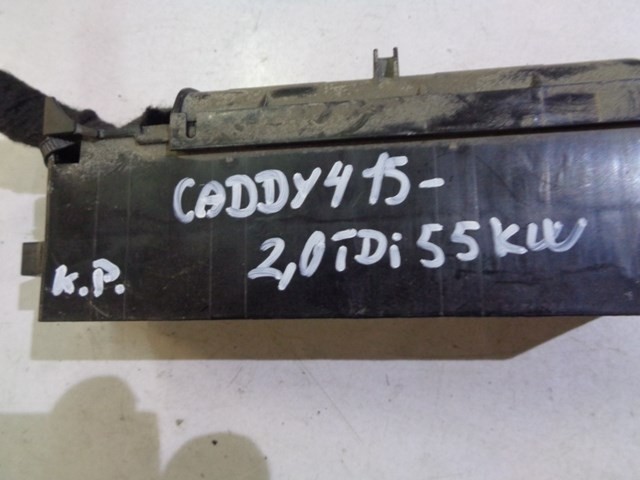 CADDY 4 15-
2,0 TDi 55 KW
K.P.